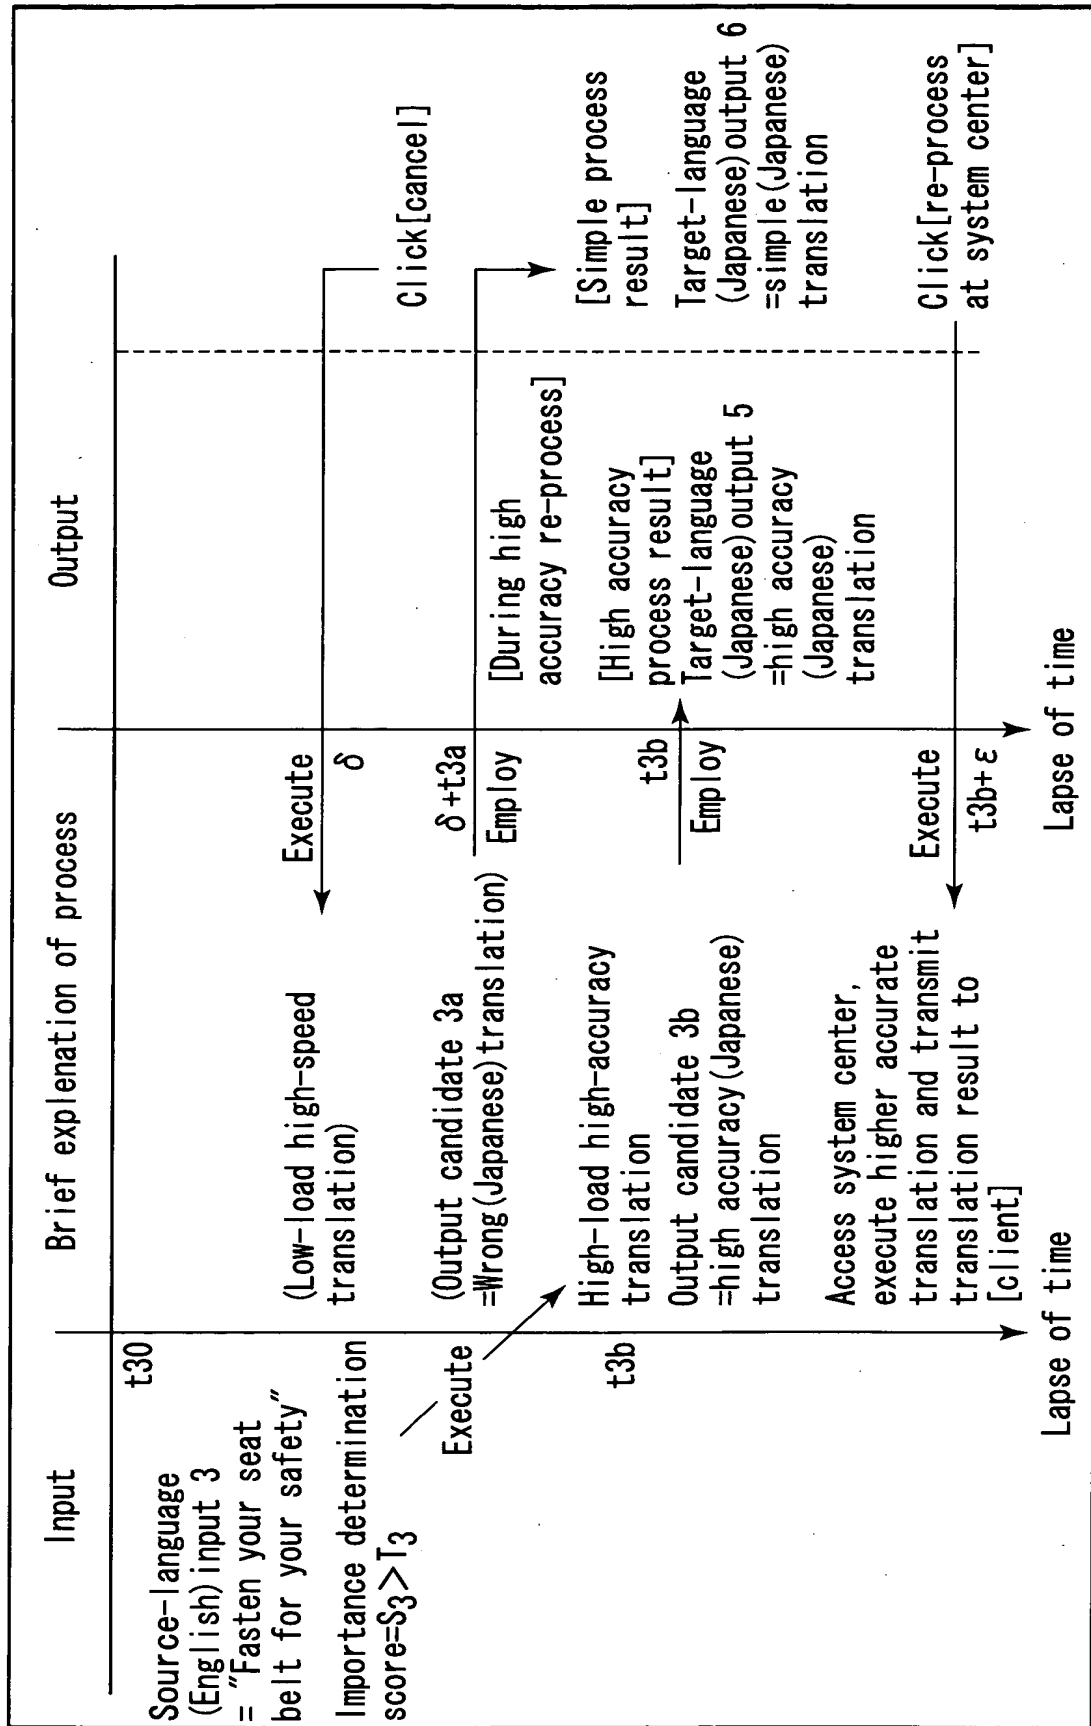 Input
Brief explenation of process
Output
t30
Source-language
(English) input 3
= "Fasten your seat
belt for your safety"
Importance determination
score=S3>T3
Execute
t3b
Lapse of time
(Low-load high-speed
translation)
(Output candidate 3a
=Wrong(Japanese)translation)
High-load high-accuracy
translation
Output candidate 3b
=high accuracy(Japanese)
translation
Access system center,
execute higher accurate
translation and transmit
translation result to
[client]
Execute
δ
δ+t3a
Employ
t3b
Employ
Execute
t3b+ε
Lapse of time
[During high
accuracy re-process]
[High accuracy
process result]
Target-language
(Japanese)output 5
=high accuracy
(Japanese)
translation
Click[cancel]
[Simple process
result]
Target-language
(Japanese)output 6
=simple(Japanese)
translation
Click[re-process
at system center]